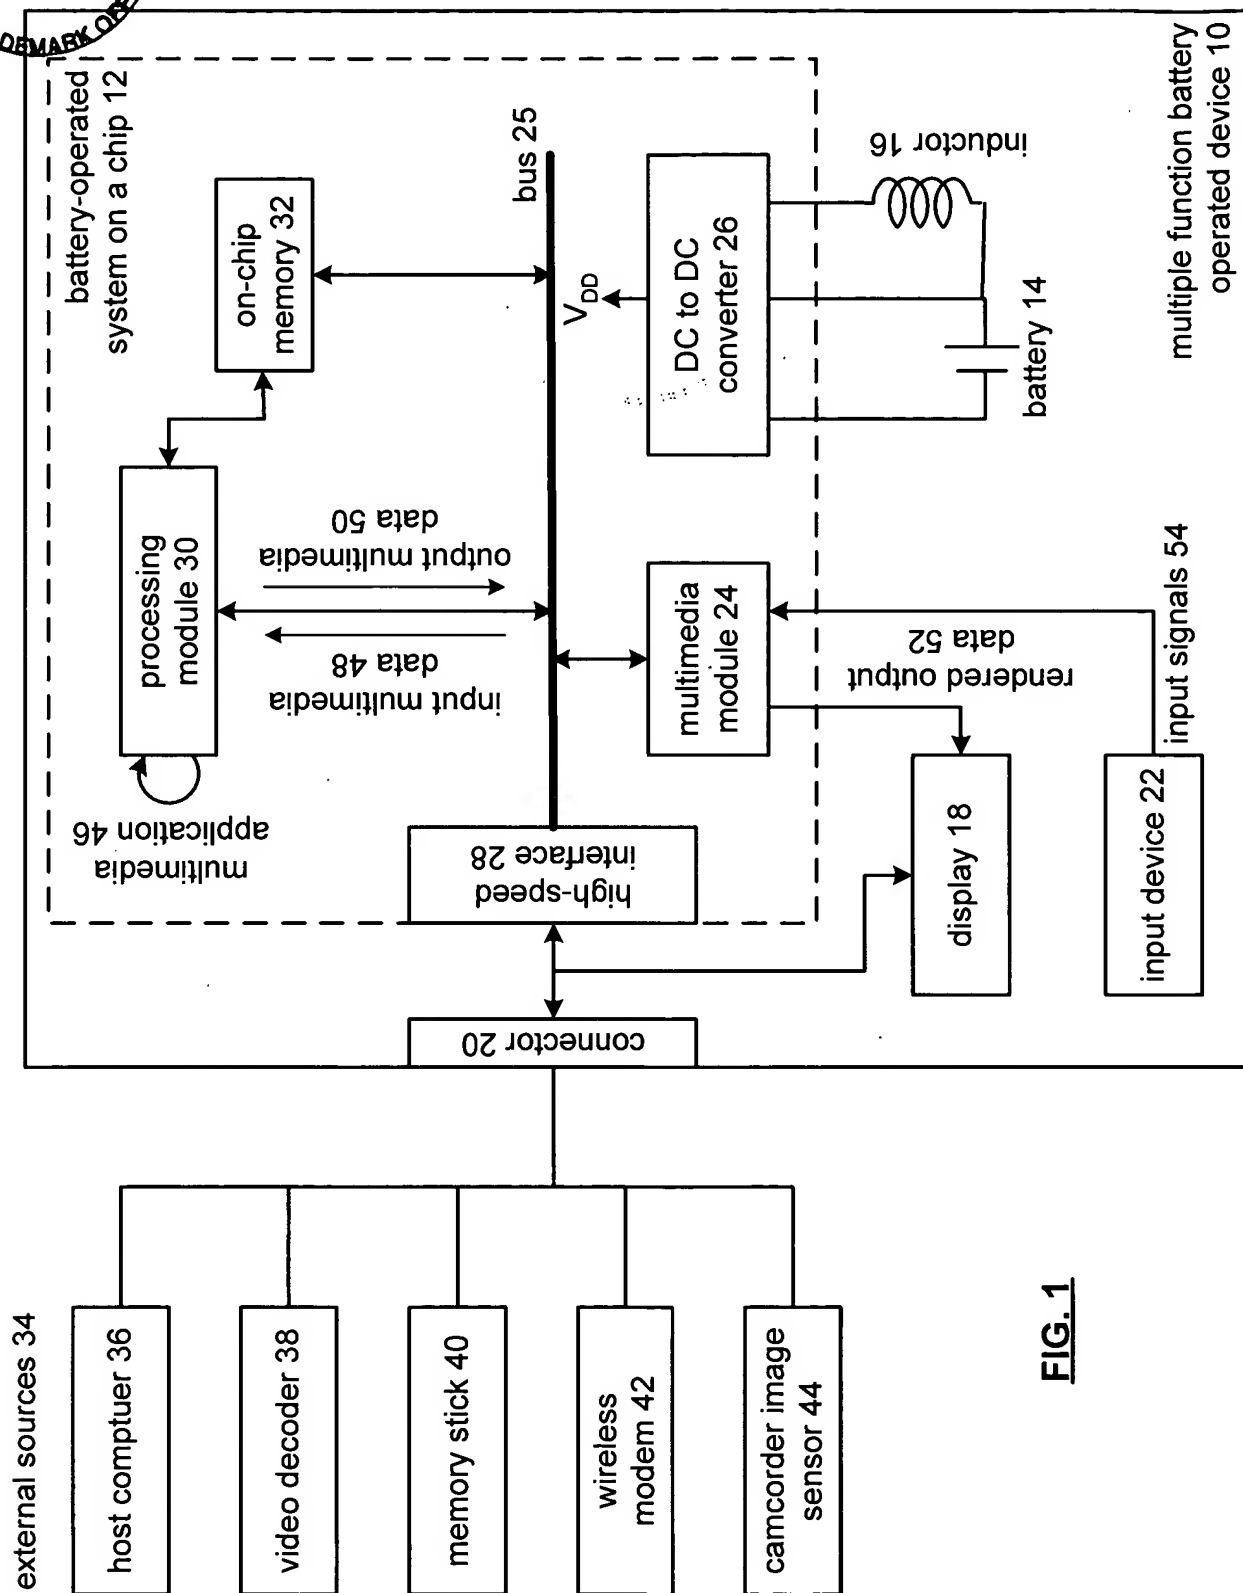 DEMARK OFF
external sources 34
host comptuer 36
video decoder 38
memory stick 40
wireless
modem 42
camcorder image
sensor 44
connector 20
high-speed
interface 28
multimedia
application 46
processing
module 30
input multimedia
data 48
output multimedia
data 50
on-chip
memory 32
battery-operated
system on a chip 12
bus 25
multimedia
module 24
VDD
DC to DC
converter 26
inductor 16
battery 14
rendered output
data 52
display 18
input device 22
input signals 54
multiple function battery
operated device 10
FIG. 1